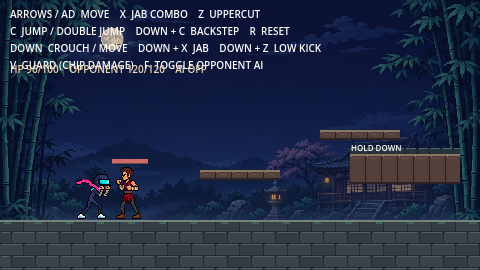 ARROWS / AD MOVE X JAB COMBO Z UPPERCUT
C JUMP / DOUBLE JUMP DOWN + C BACKSTEP R RESET
DOWN CROUCH / MOVE DOWN + X JAB DOWN + Z LOW KICK
V GUARD (CHIP DAMAGE) F TOGGLE OPPONENT AI
HP 96/100 OPPONENT 120/120 AI OFF
HOLD DOWN